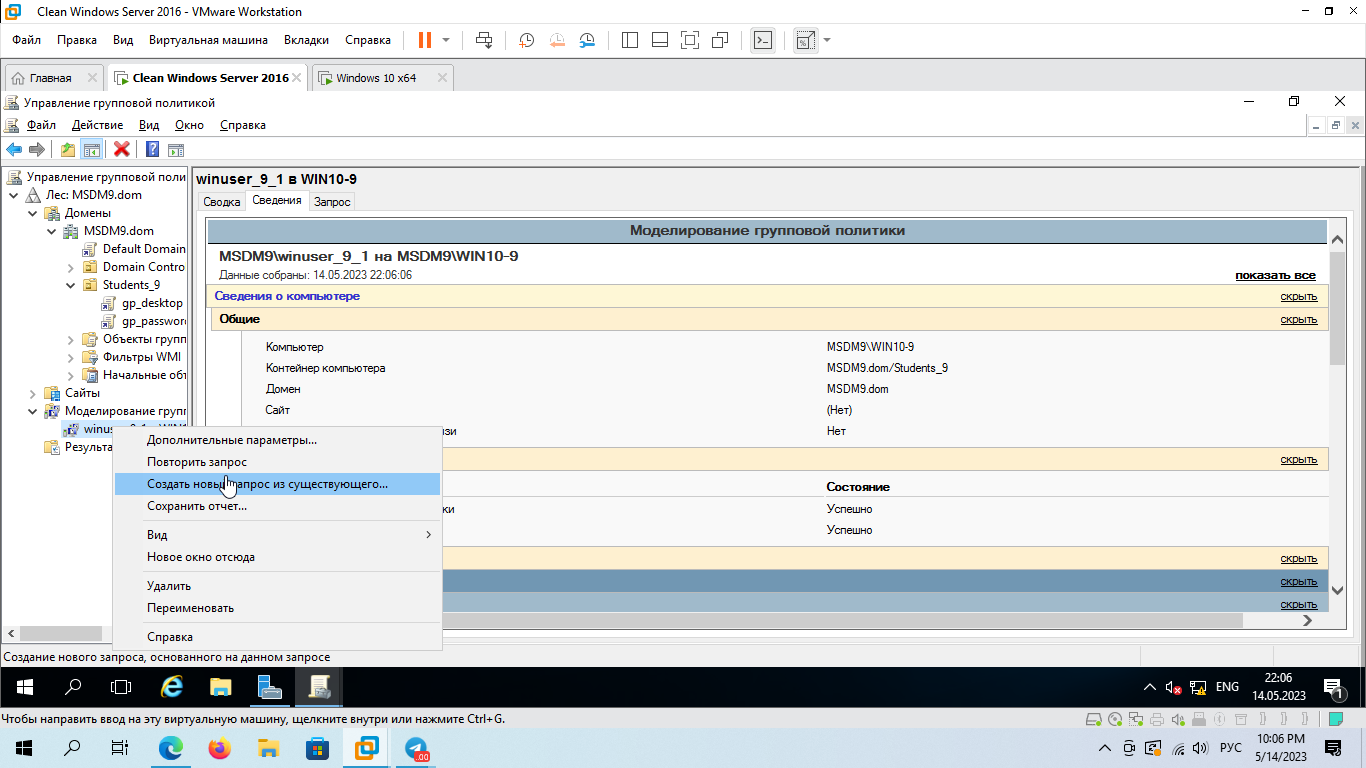 Clean Windows Server 2016 - VMware Workstation
Файл Правка Вид Виртуальная машина Вкладки Справка
Главная Clean Windows Server 2016 Windows 10 x64
Управление групповой политикой
Файл Действие Вид Окно Справка
Управление групповой поли
Лес: MSDM9.dom
Домены
MSDM9.dom
Default Domain
Domain Contro
Students_9
gp_desktop
gp_password
Объекты групп
Фильтры WMI
Начальные объ
Сайты
Моделирование групп
winus
Результа
winuser_9_1 в WIN10-9
Сводка Сведения Запрос
Моделирование групповой политики
MSDM9\winuser_9_1 на MSDM9\WIN10-9
Данные собраны: 14.05.2023 22:06:06
показать все
Сведения о компьютере скрыть
Общие скрыть
Компьютер MSDM9\WIN10-9
Контейнер компьютера MSDM9.dom/Students_9
Домен MSDM9.dom
Сайт (Нет)
зи Нет
скрыть
Состояние
ки Успешно
Успешно
скрыть
скрыть
скрыть
Дополнительные параметры...
Повторить запрос
Создать новый запрос из существующего...
Сохранить отчет...
Вид
Новое окно отсюда
Удалить
Переименовать
Справка
Создание нового запроса, основанного на данном запросе
ENG
22:06
14.05.2023
1
Чтобы направить ввод на эту виртуальную машину, щелкните внутри или нажмите Ctrl+G.
.00
РУС
10:06 PM
5/14/2023